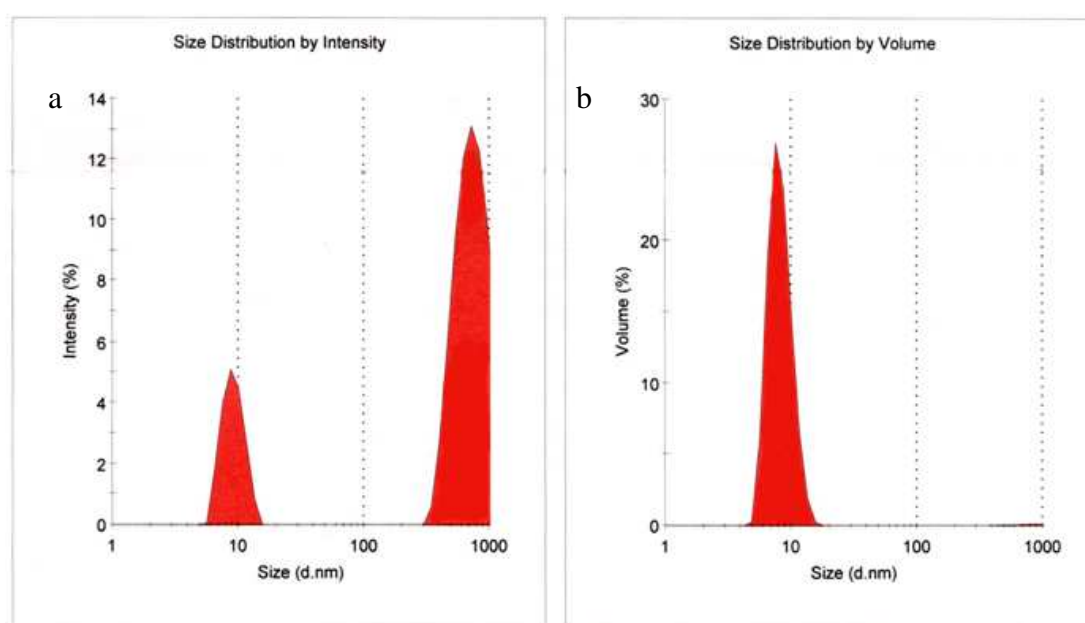 Size Distribution by Intensity
a
14
12
10
8
6
4
2
0
Intensity (%)
1
10
100
1000
Size (d.nm)
Size Distribution by Volume
b
30
20
10
0
Volume (%)
1
10
100
1000
Size (d.nm)